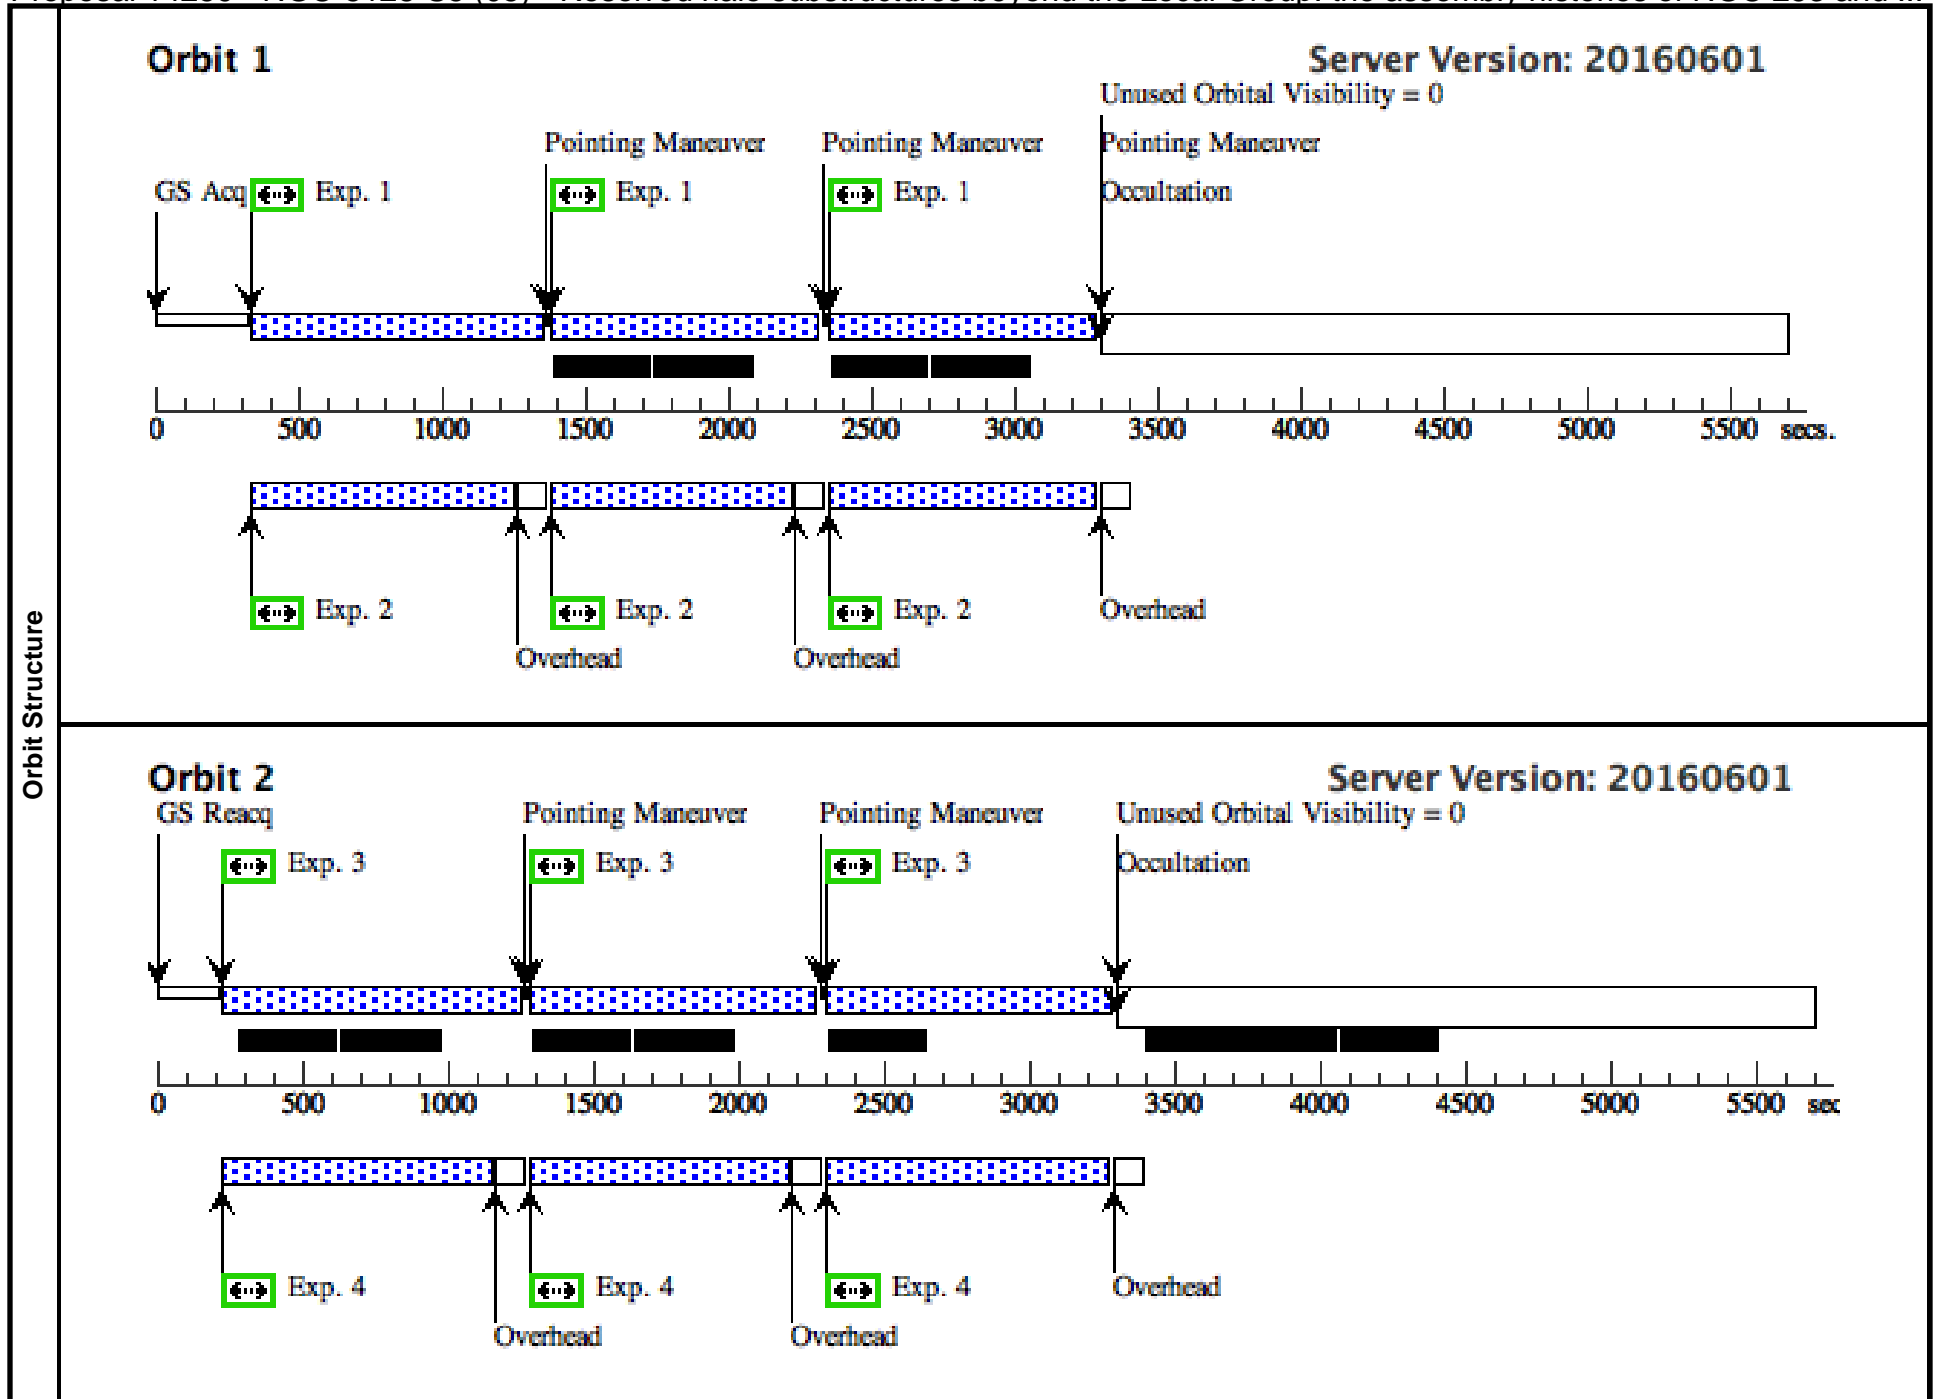 Orbit Structure
Orbit 1
Server Version: 20160601
Unused Orbital Visibility = 0
Pointing Maneuver Pointing Maneuver Pointing Maneuver
GS Acq Exp. 1 Exp. 1 Exp. 1 Occultation
0 500 1000 1500 2000 2500 3000 3500 4000 4500 5000 5500 secs.
Exp. 2 Exp. 2 Exp. 2 Overhead
Overhead Overhead
Orbit 2
Server Version: 20160601
GS Reacq Pointing Maneuver Pointing Maneuver Unused Orbital Visibility = 0
Exp. 3 Exp. 3 Exp. 3 Occultation
0 500 1000 1500 2000 2500 3000 3500 4000 4500 5000 5500 sec
Exp. 4 Exp. 4 Exp. 4 Overhead
Overhead Overhead